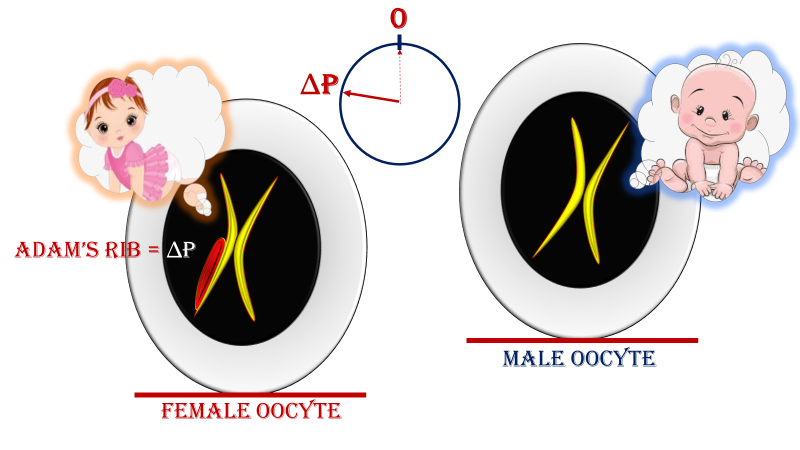 0
ΔP
ADAM'S RIB = ΔP
MALE OOCYTE
FEMALE OOCYTE